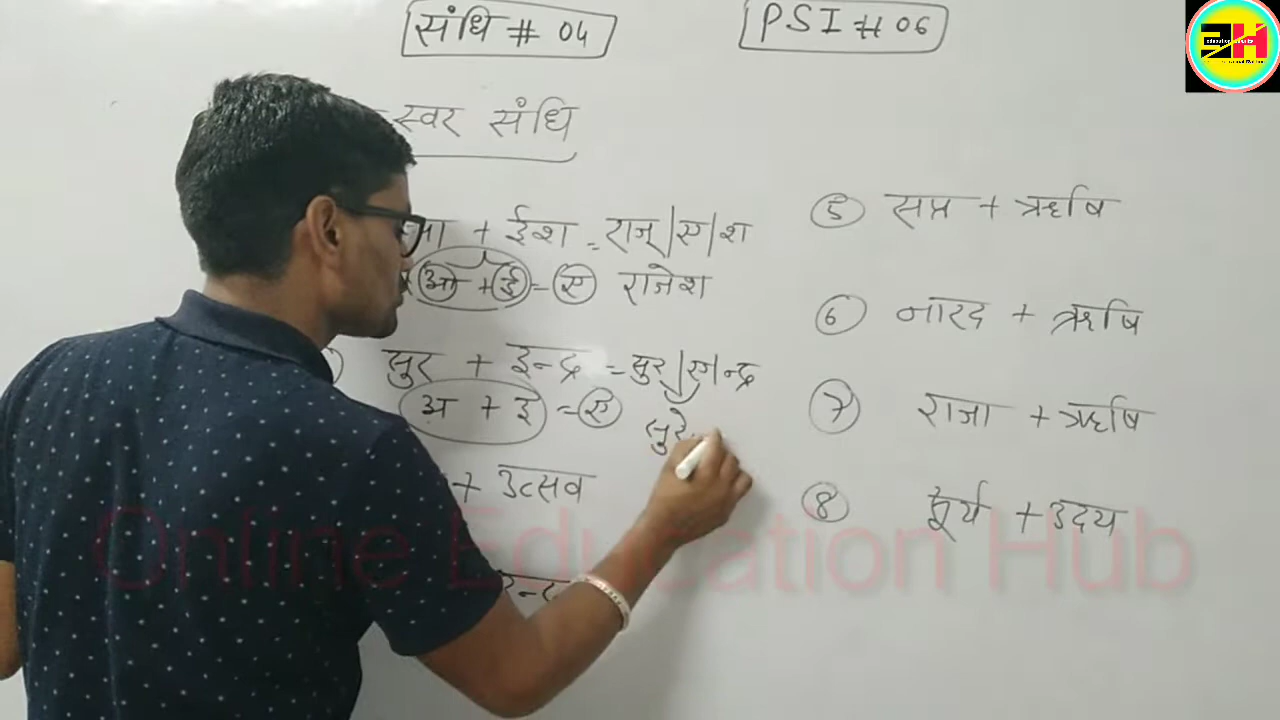 संधि # 04
PSI # 06
स्वर संधि
+ ईश = राज्|ए|श
आ + ई = ए राजेश
सुर + इन्द्र = सुर्|ए|न्द्र
अ + इ = ए
सुरे
+ उत्सव
5 सप्त + ऋषि
6 नारद + ऋषि
7 राजा + ऋषि
8 सूर्य + उदय
Online Education Hub
EH